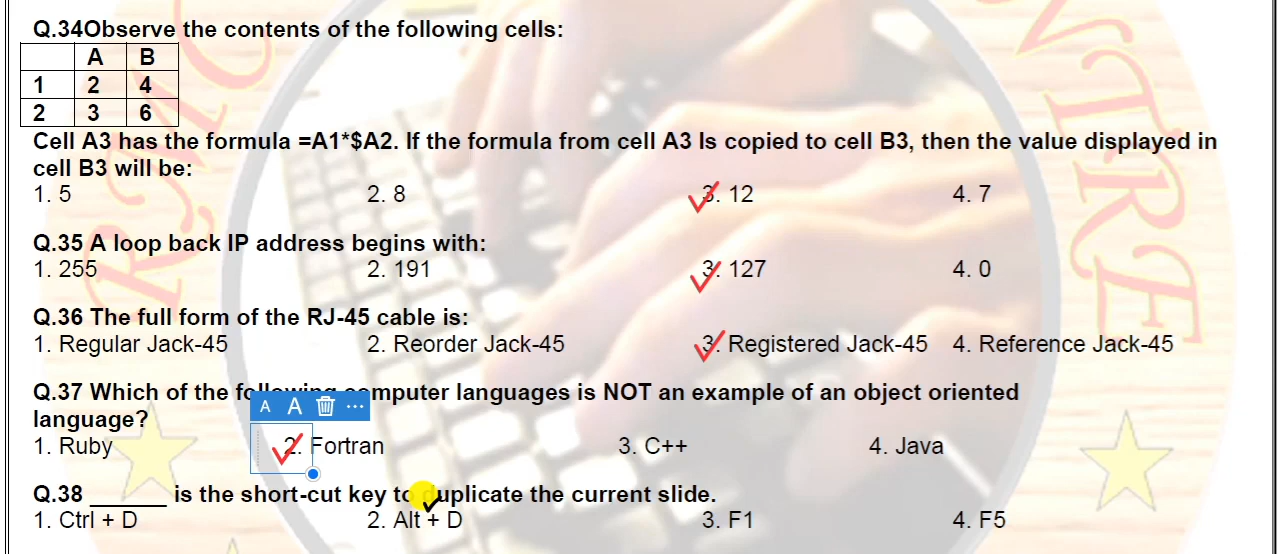 Q.34Observe the contents of the following cells:
A B
1 2 4
2 3 6
Cell A3 has the formula =A1*$A2. If the formula from cell A3 Is copied to cell B3, then the value displayed in
cell B3 will be:
1. 5 2. 8 3. 12 4. 7
Q.35 A loop back IP address begins with:
1. 255 2. 191 3. 127 4. 0
Q.36 The full form of the RJ-45 cable is:
1. Regular Jack-45 2. Reorder Jack-45 3. Registered Jack-45 4. Reference Jack-45
Q.37 Which of the following computer languages is NOT an example of an object oriented
A A
language?
1. Ruby 2. Fortran 3. C++ 4. Java
Q.38 ______ is the short-cut key to duplicate the current slide.
1. Ctrl + D 2. Alt + D 3. F1 4. F5